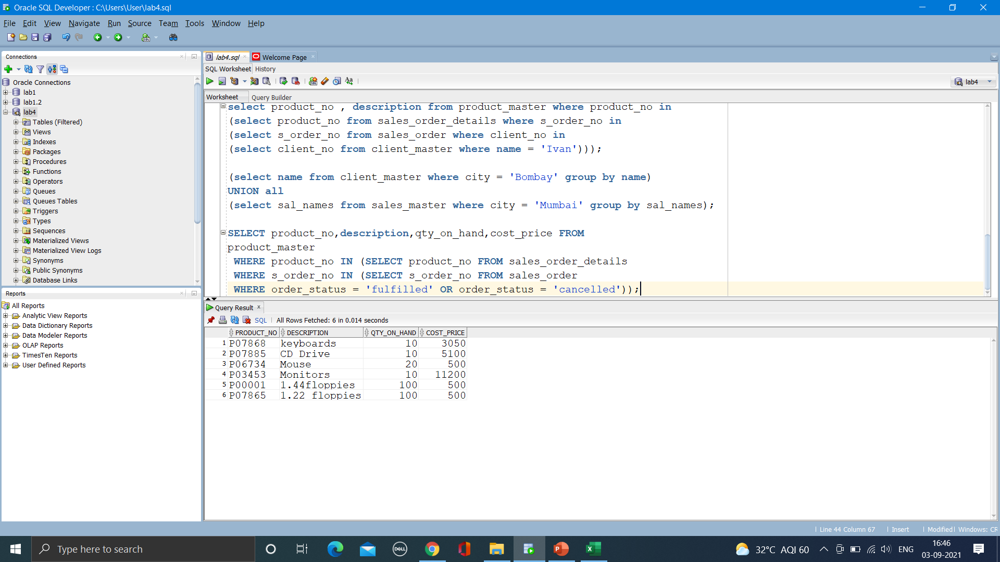 Oracle SQL Developer : C:\Users\User\lab4.sql
File Edit View Navigate Run Source Team Tools Window Help
Connections
Oracle Connections
lab1
lab1.2
lab4
Tables (Filtered)
Views
Indexes
Packages
Procedures
Functions
Operators
Queues
Queues Tables
Triggers
Types
Sequences
Materialized Views
Materialized View Logs
Synonyms
Public Synonyms
Database Links
Reports
All Reports
Analytic View Reports
Data Dictionary Reports
Data Modeler Reports
OLAP Reports
TimesTen Reports
User Defined Reports
lab4.sql Welcome Page
SQL Worksheet History
lab4
Worksheet Query Builder
select product_no , description from product_master where product_no in
(select product_no from sales_order_details where s_order_no in
(select s_order_no from sales_order where client_no in
(select client_no from client_master where name = 'Ivan')));
(select name from client_master where city = 'Bombay' group by name)
UNION all
(select sal_names from sales_master where city = 'Mumbai' group by sal_names);
SELECT product_no,description,qty_on_hand,cost_price FROM
product_master
WHERE product_no IN (SELECT product_no FROM sales_order_details
WHERE s_order_no IN (SELECT s_order_no FROM sales_order
WHERE order_status = 'fulfilled' OR order_status = 'cancelled'));
Query Result
SQL All Rows Fetched: 6 in 0.014 seconds
PRODUCT_NO DESCRIPTION QTY_ON_HAND COST_PRICE
1 P07868 keyboards 10 3050
2 P07885 CD Drive 10 5100
3 P06734 Mouse 20 500
4 P03453 Monitors 10 11200
5 P00001 1.44floppies 100 500
6 P07865 1.22 floppies 100 500
Line 44 Column 67 Insert Modified Windows: CR
Type here to search
DELL
32°C AQI 60
ENG
16:46
03-09-2021